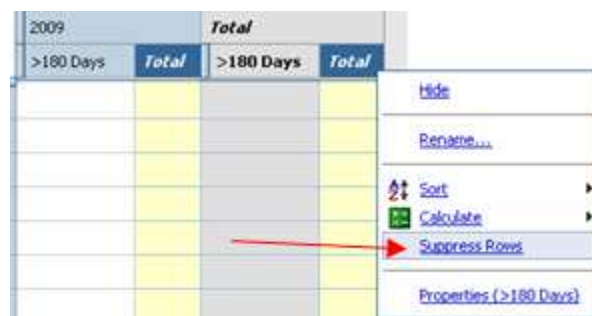 2009 Total
>180 Days Total >180 Days Total
Hide
Rename...
Sort
Calculate
Suppress Rows
Properties (>180 Days)